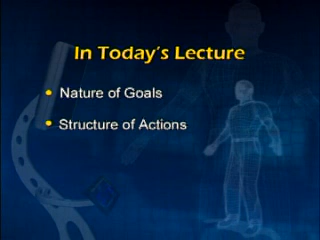 In Today's Lecture
Nature of Goals
Structure of Actions